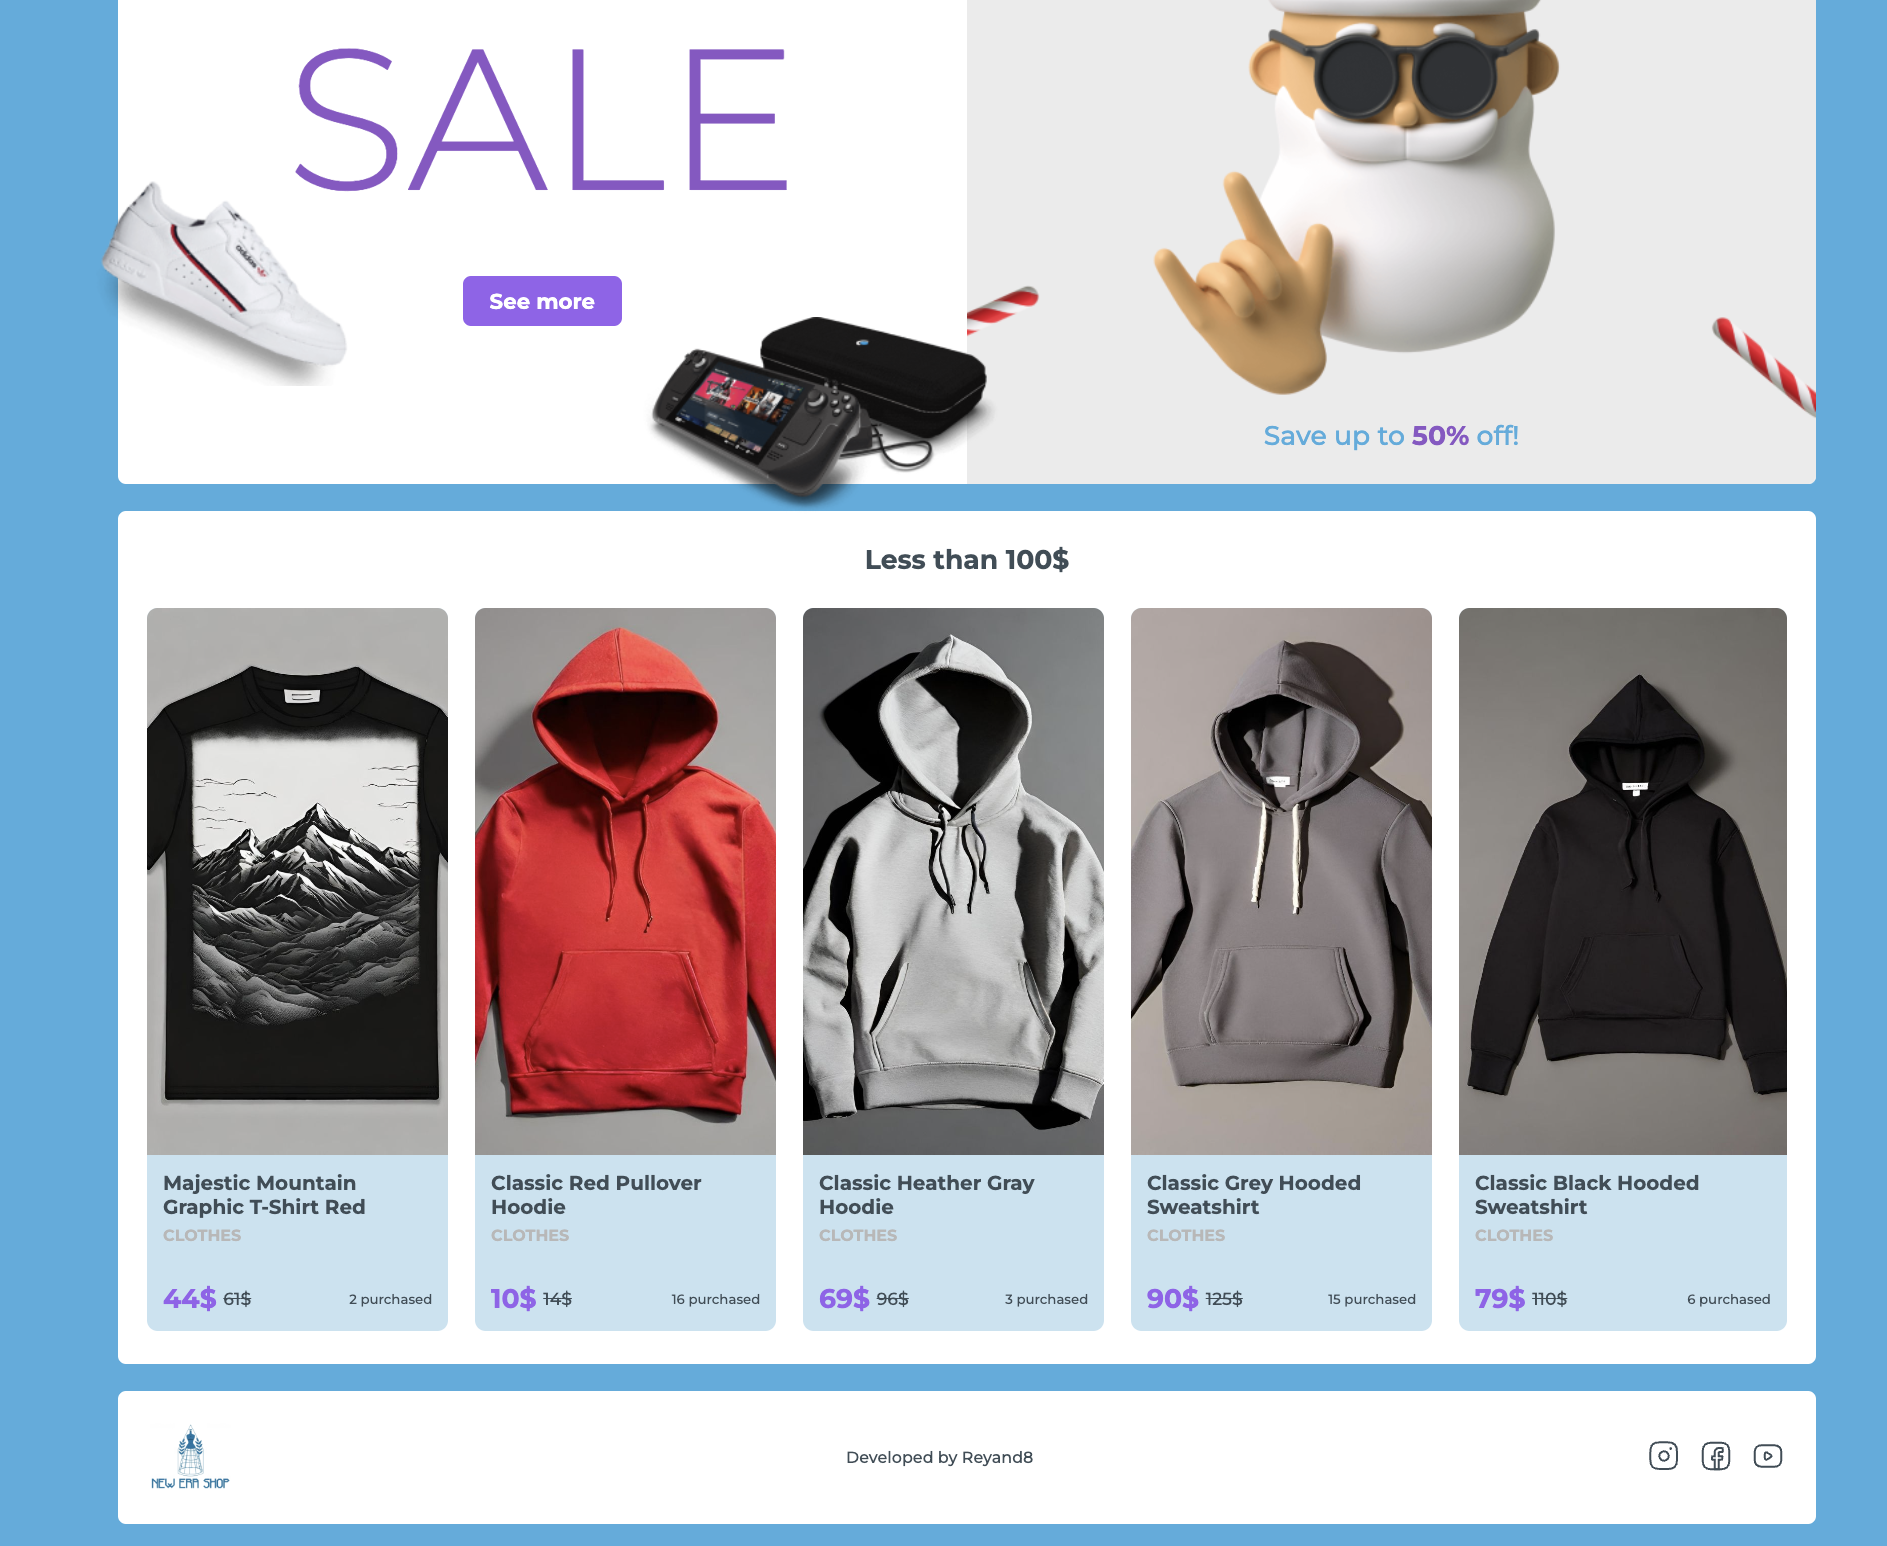 SALE
adidas
See more
Save up to 50% off!
Less than 100$
Majestic Mountain
Graphic T-Shirt Red
CLOTHES
44$ 61$ 2 purchased
Classic Red Pullover
Hoodie
CLOTHES
10$ 14$ 16 purchased
Classic Heather Gray
Hoodie
CLOTHES
69$ 96$ 3 purchased
Classic Grey Hooded
Sweatshirt
CLOTHES
90$ 125$ 15 purchased
Classic Black Hooded
Sweatshirt
CLOTHES
79$ 110$ 6 purchased
NEW ERA SHOP
Developed by Reyand8